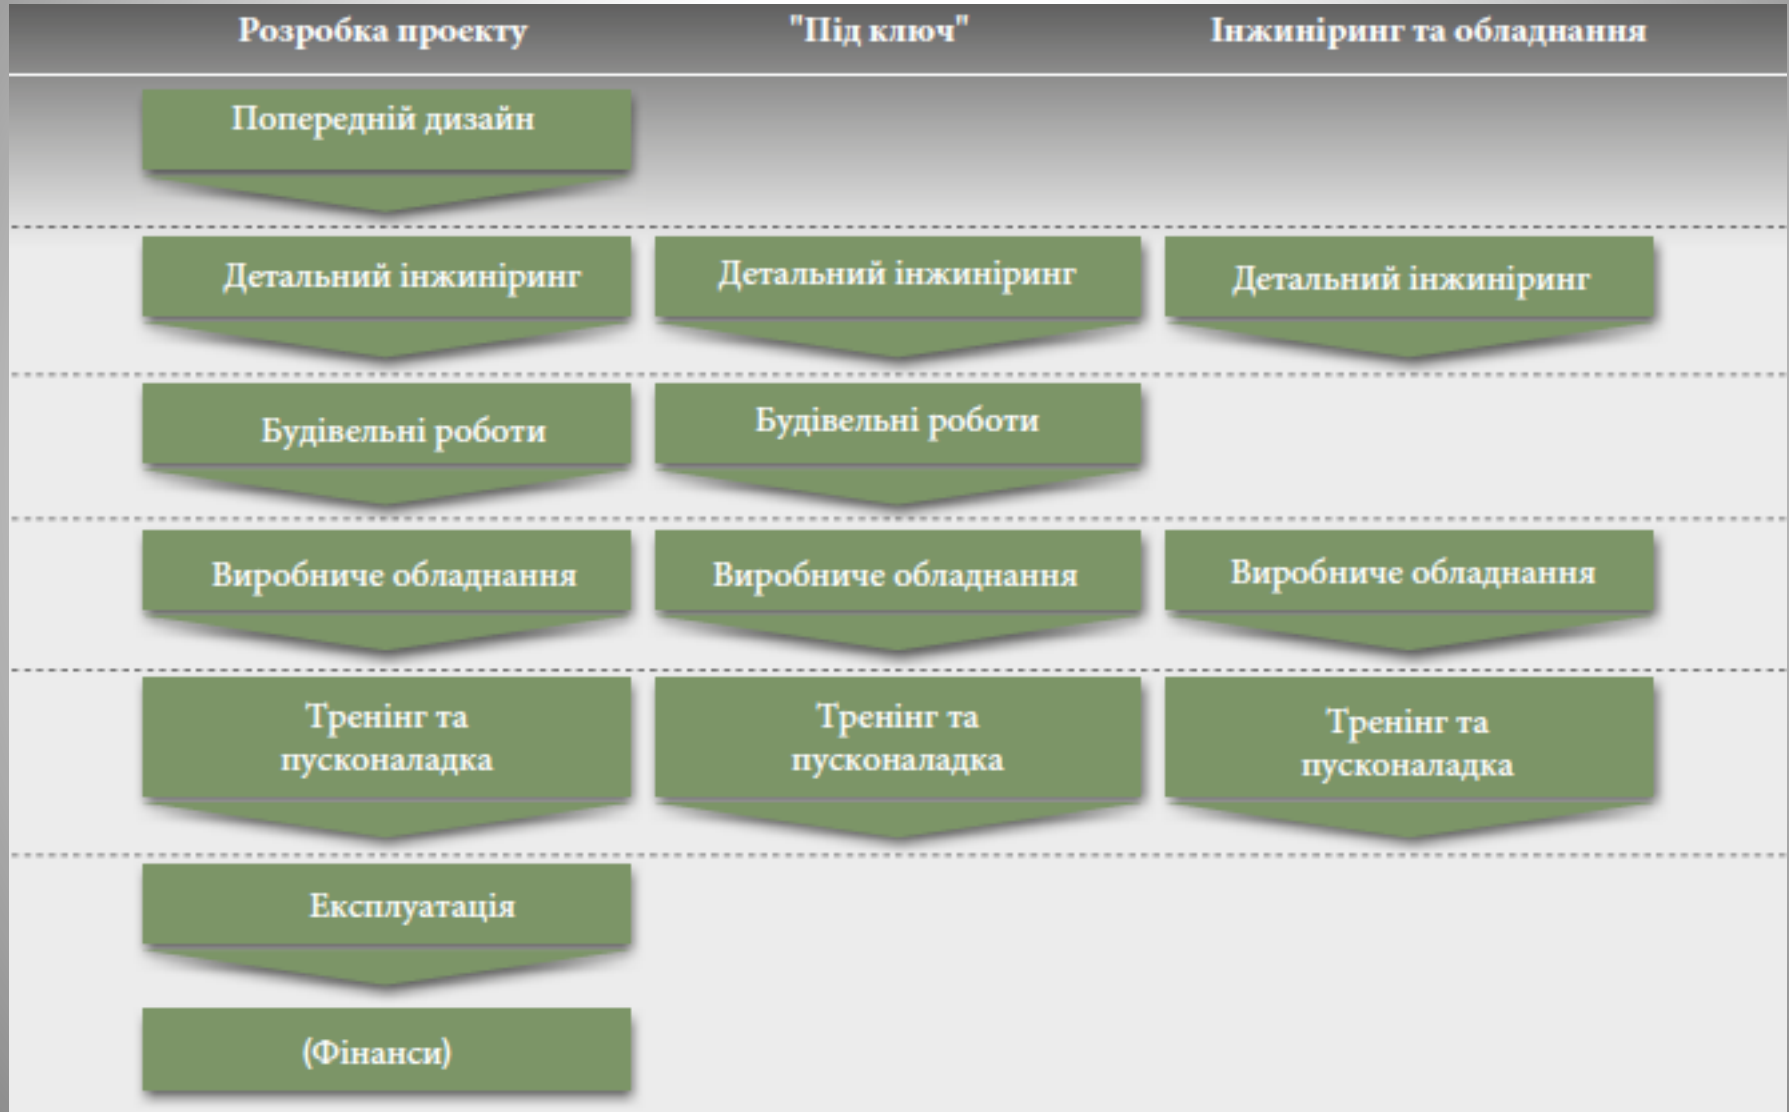 Розробка проекту "Під ключ" Інжиніринг та обладнання
Попередній дизайн
Детальний інжиніринг Детальний інжиніринг Детальний інжиніринг
Будівельні роботи Будівельні роботи
Виробниче обладнання Виробниче обладнання Виробниче обладнання
Тренінг та
пусконаладка
Тренінг та
пусконаладка
Тренінг та
пусконаладка
Експлуатація
(Фінанси)